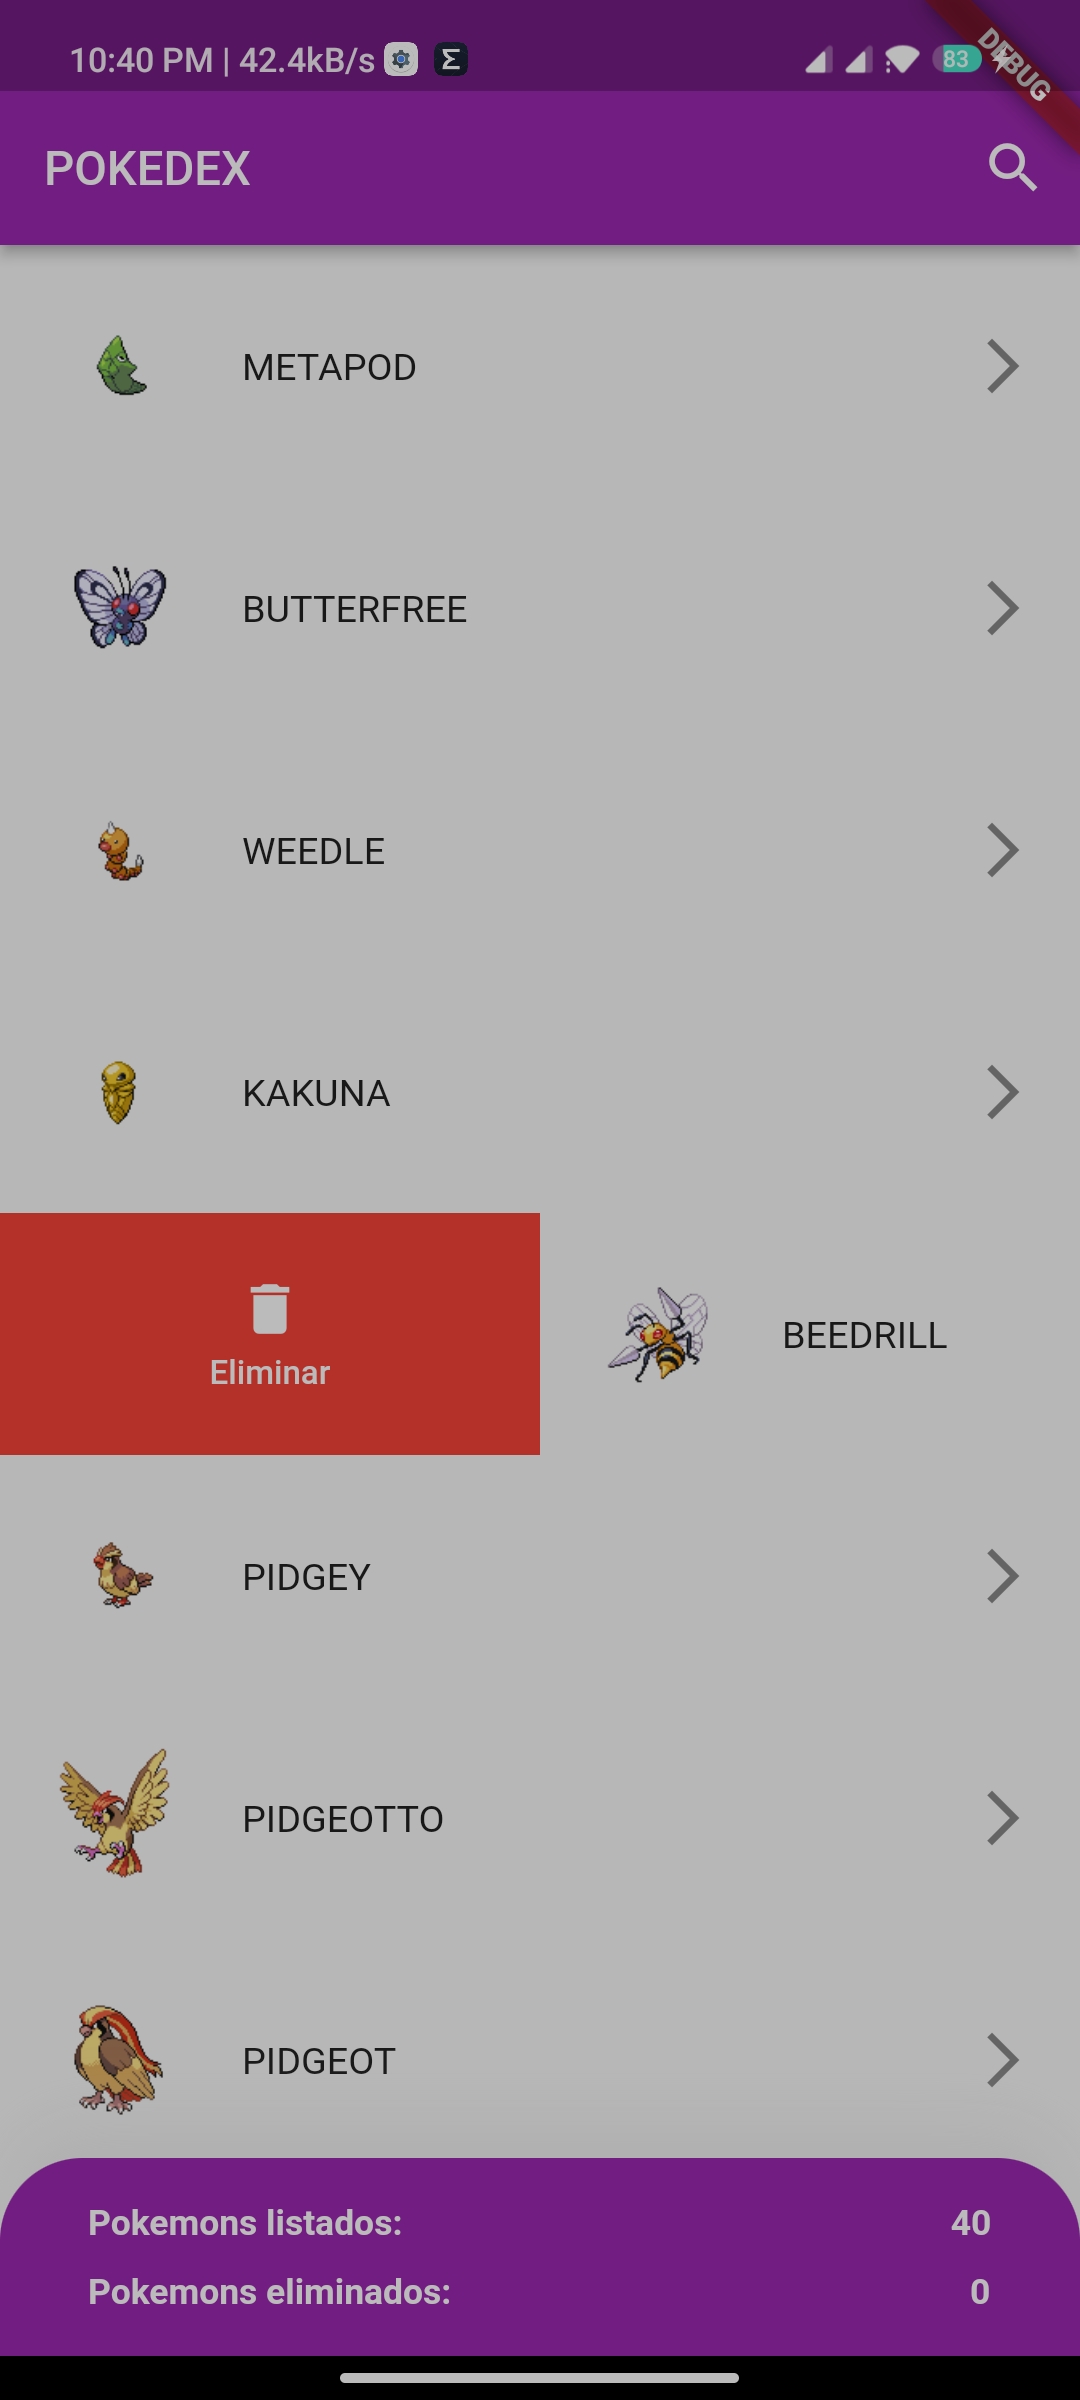 10:40 PM | 42.4kB/s
83
DEBUG
POKEDEX
METAPOD
BUTTERFREE
WEEDLE
KAKUNA
Eliminar
BEEDRILL
PIDGEY
PIDGEOTTO
PIDGEOT
Pokemons listados: 40
Pokemons eliminados: 0